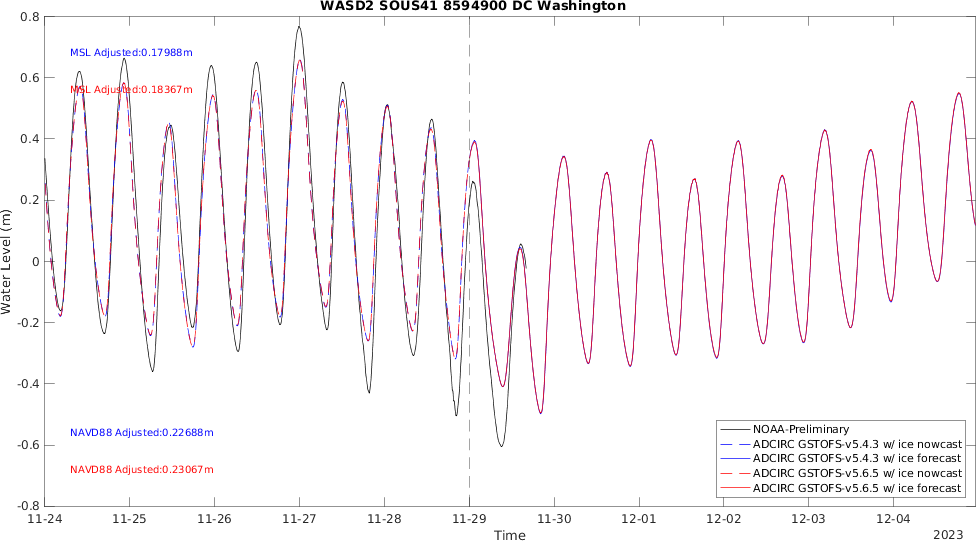 WASD2 SOUS41 8594900 DC Washington
0.8
0.6
0.4
0.2
0
-0.2
-0.4
-0.6
-0.8
Water Level (m)
MSL Adjusted:0.17988m
MSL Adjusted:0.18367m
NAVD88 Adjusted:0.22688m
NAVD88 Adjusted:0.23067m
NOAA-Preliminary
ADCIRC GSTOFS-v5.4.3 w/ ice nowcast
ADCIRC GSTOFS-v5.4.3 w/ ice forecast
ADCIRC GSTOFS-v5.6.5 w/ ice nowcast
ADCIRC GSTOFS-v5.6.5 w/ ice forecast
11-24 11-25 11-26 11-27 11-28 11-29 11-30 12-01 12-02 12-03 12-04
Time
2023